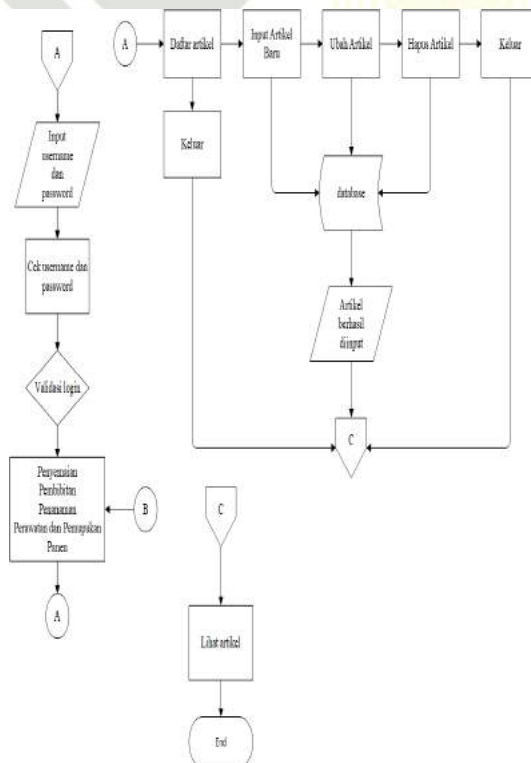 A
Input
username
dan
password
Cek username dan
password
Validasi login
Penyemaian
Pembibitan
Penanaman
Perawatan dan Pemupukan
Panen
B
A
A
Daftar artikel
Input Artikel
Baru
Ubah Artikel
Hapus Artikel
Keluar
Keluar
database
Artikel
berhasil
diinput
C
C
Lihat artikel
End